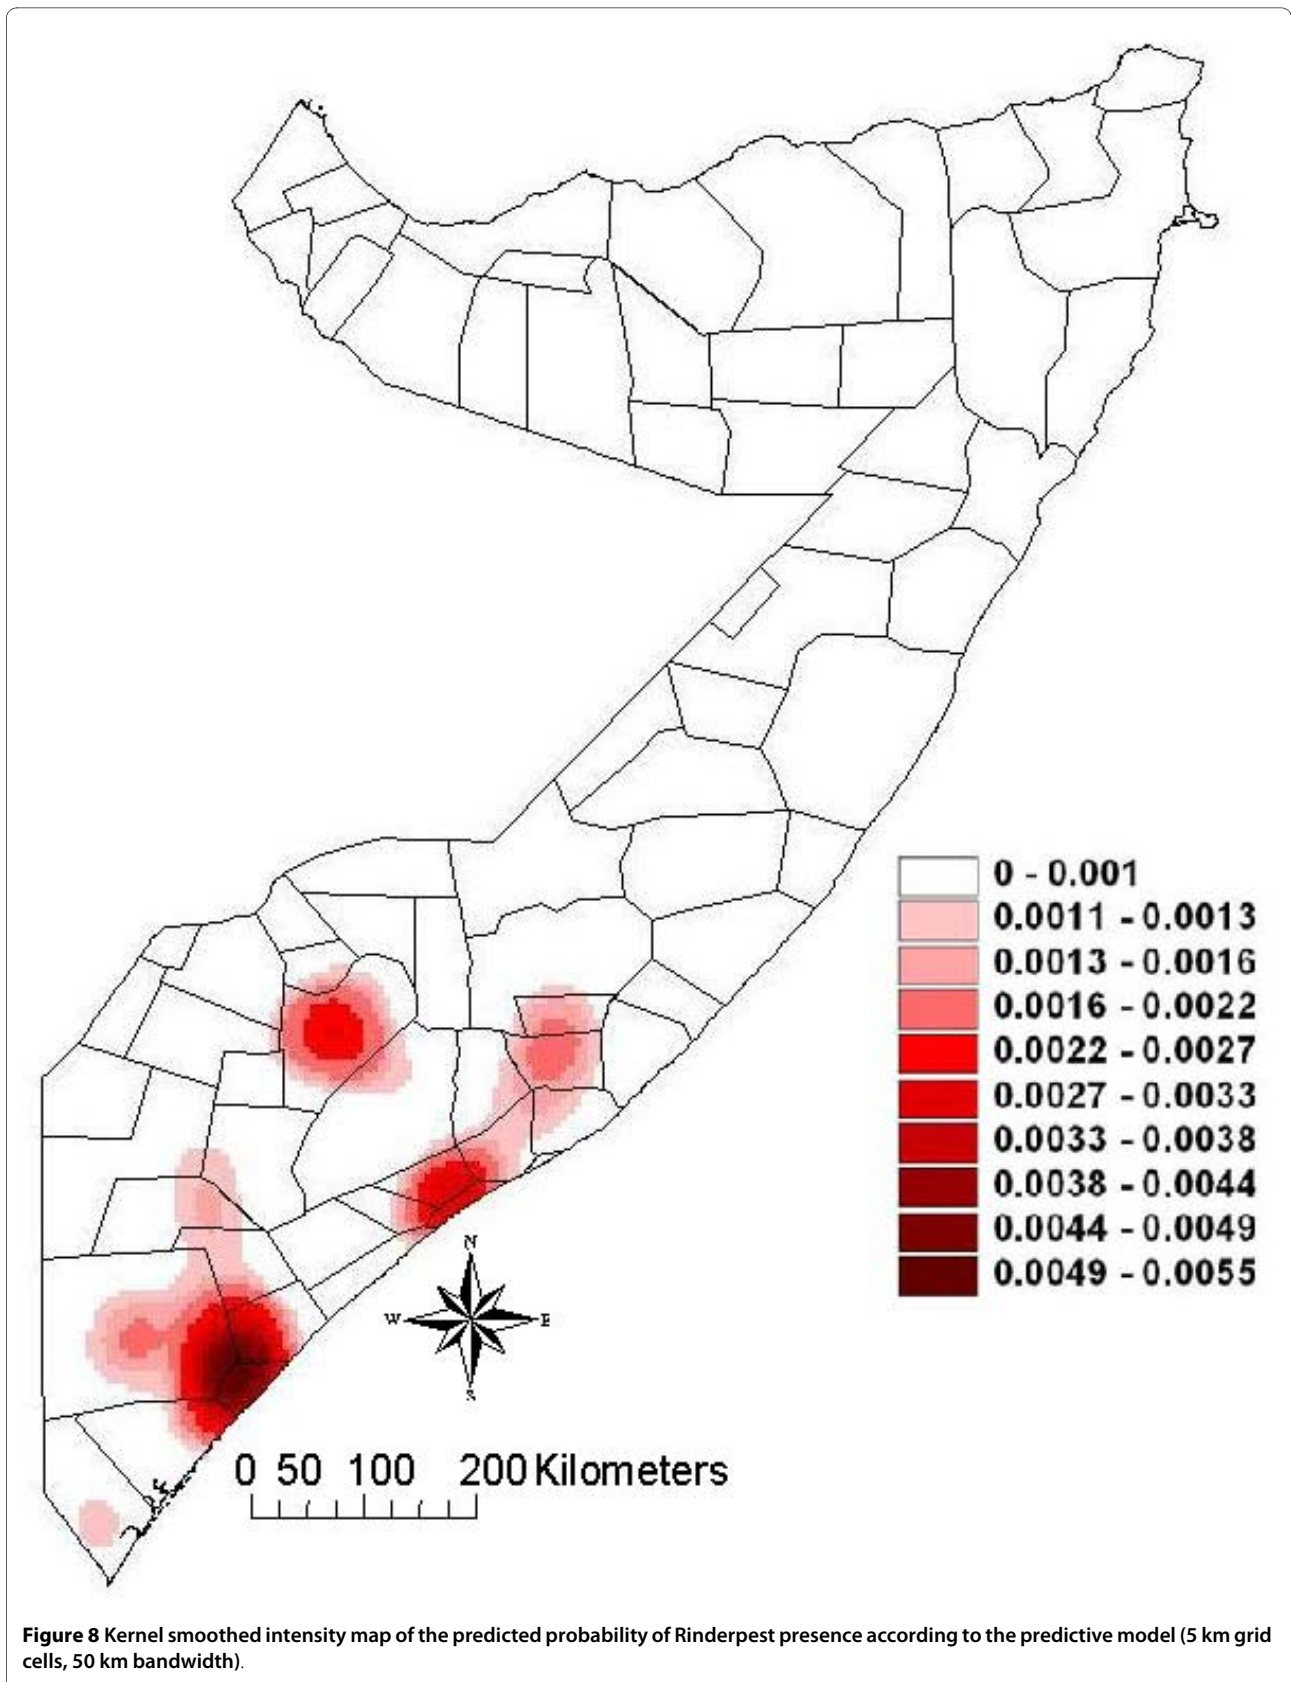 0 - 0.001
0.0011 - 0.0013
0.0013 - 0.0016
0.0016 - 0.0022
0.0022 - 0.0027
0.0027 - 0.0033
0.0033 - 0.0038
0.0038 - 0.0044
0.0044 - 0.0049
0.0049 - 0.0055
N
W E
S
0 50 100 200 Kilometers
Figure 8 Kernel smoothed intensity map of the predicted probability of Rinderpest presence according to the predictive model (5 km grid
cells, 50 km bandwidth).